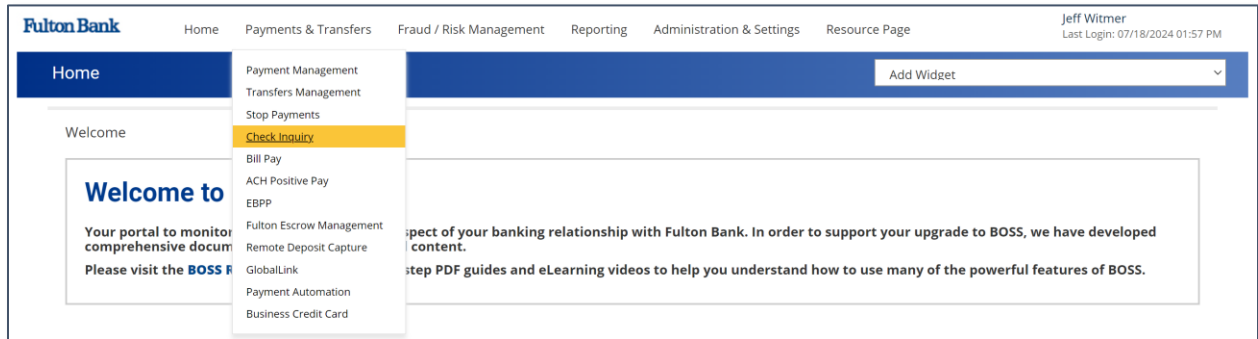 Fulton Bank
Home Payments & Transfers Fraud / Risk Management Reporting Administration & Settings Resource Page
Jeff Witmer
Last Login: 07/18/2024 01:57 PM
Home
Add Widget
Payment Management
Transfers Management
Stop Payments
Check Inquiry
Bill Pay
ACH Positive Pay
EBPP
Fulton Escrow Management
Remote Deposit Capture
GlobalLink
Payment Automation
Business Credit Card
Welcome
Welcome to
Your portal to monitor spect of your banking relationship with Fulton Bank. In order to support your upgrade to BOSS, we have developed
comprehensive docum content.
Please visit the BOSS R step PDF guides and eLearning videos to help you understand how to use many of the powerful features of BOSS.